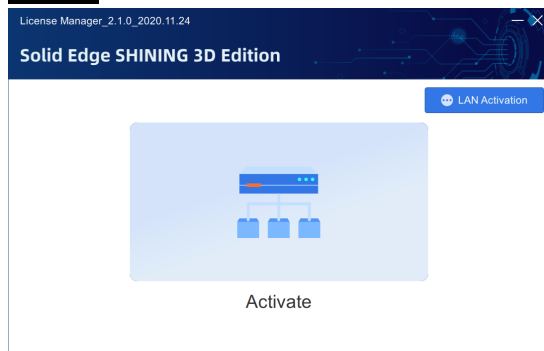 License Manager_2.1.0_2020.11.24
Solid Edge SHINING 3D Edition
LAN Activation
Activate